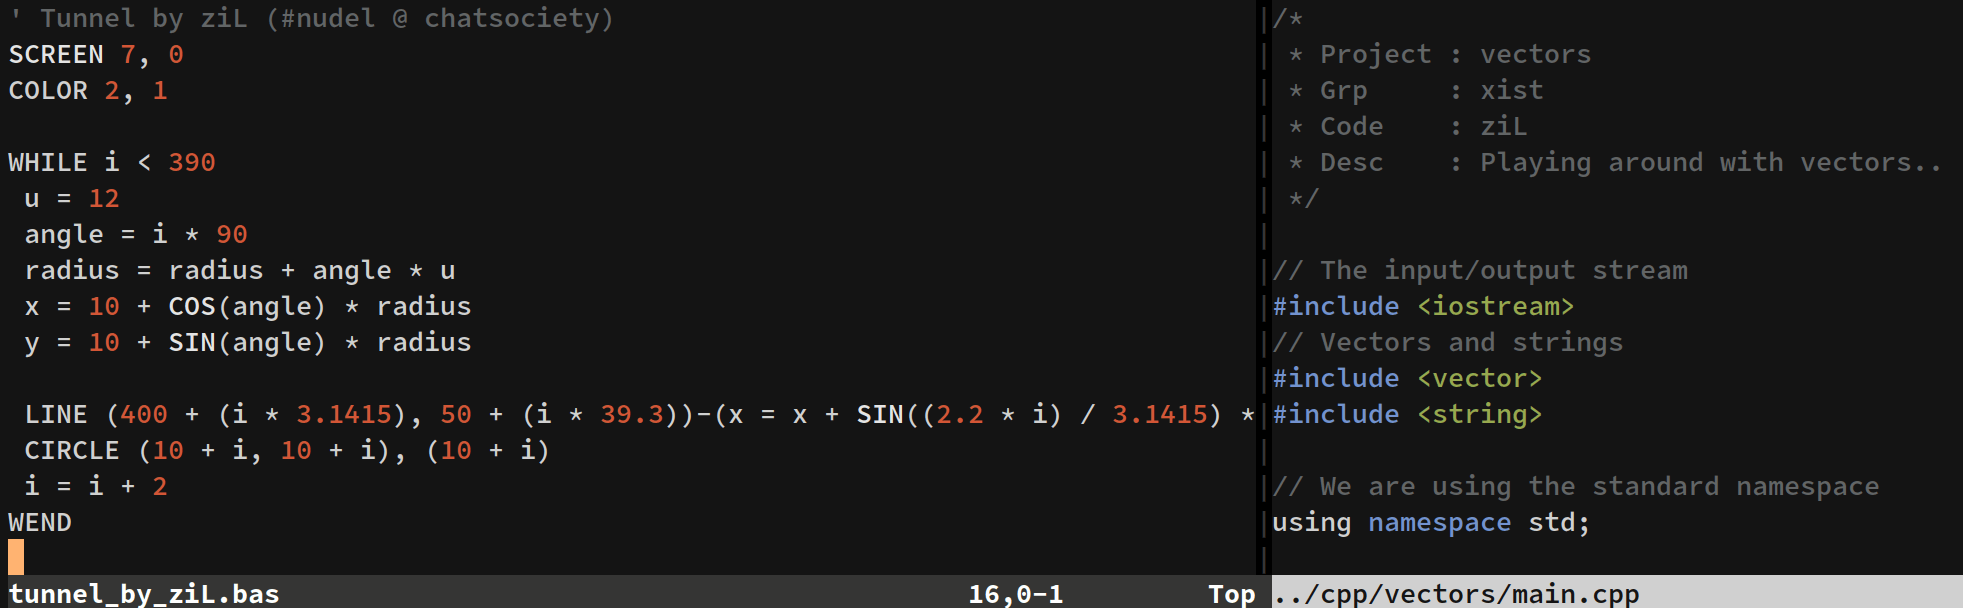 ' Tunnel by ziL (#nudel @ chatsociety)
SCREEN 7, 0
COLOR 2, 1
WHILE i < 390
u = 12
angle = i * 90
radius = radius + angle * u
x = 10 + COS(angle) * radius
y = 10 + SIN(angle) * radius
LINE (400 + (i * 3.1415), 50 + (i * 39.3))-(x = x + SIN((2.2 * i) / 3.1415) *
CIRCLE (10 + i, 10 + i), (10 + i)
i = i + 2
WEND
tunnel_by_ziL.bas 16,0-1 Top
/*
* Project : vectors
* Grp     : xist
* Code    : ziL
* Desc    : Playing around with vectors..
*/
// The input/output stream
#include <iostream>
// Vectors and strings
#include <vector>
#include <string>
// We are using the standard namespace
using namespace std;
../cpp/vectors/main.cpp